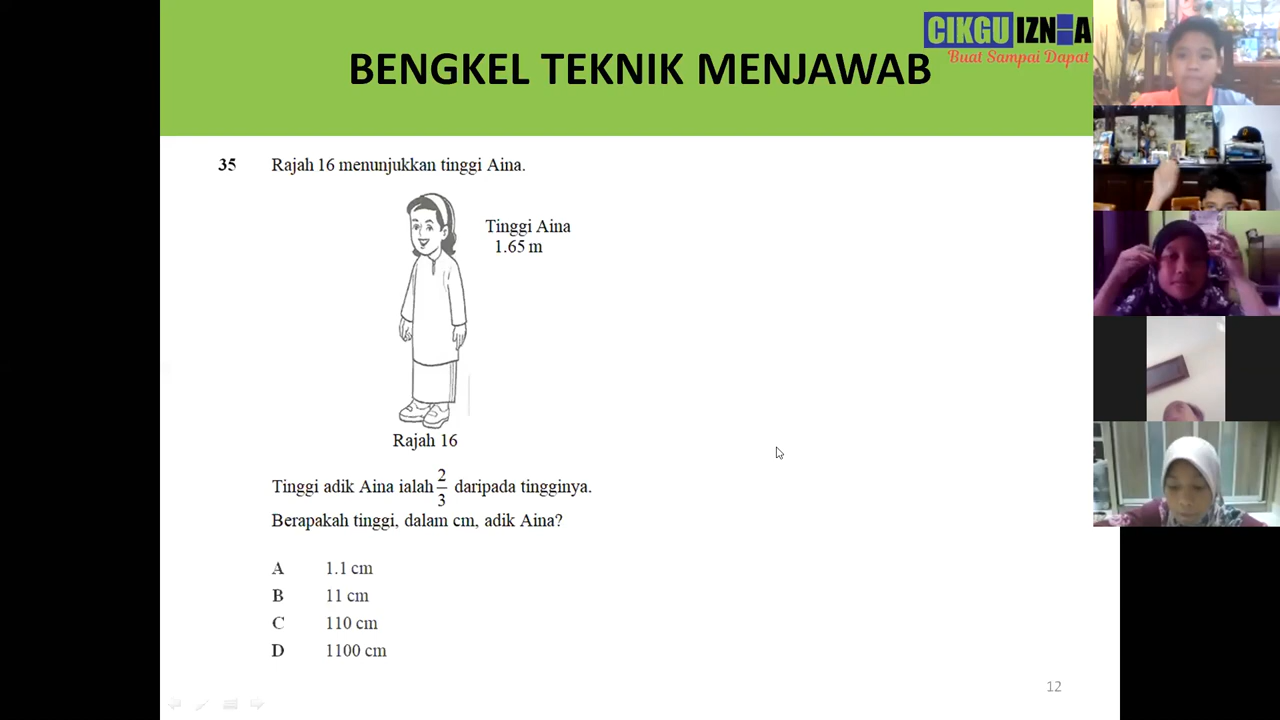 CIKGU IZN
Buat Sampai Dapat
BENGKEL TEKNIK MENJAWAB
35 Rajah 16 menunjukkan tinggi Aina.
Tinggi Aina
1.65 m
Rajah 16
Tinggi adik Aina ialah 2/3 daripada tingginya.
Berapakah tinggi, dalam cm, adik Aina?
A 1.1 cm
B 11 cm
C 110 cm
D 1100 cm
12